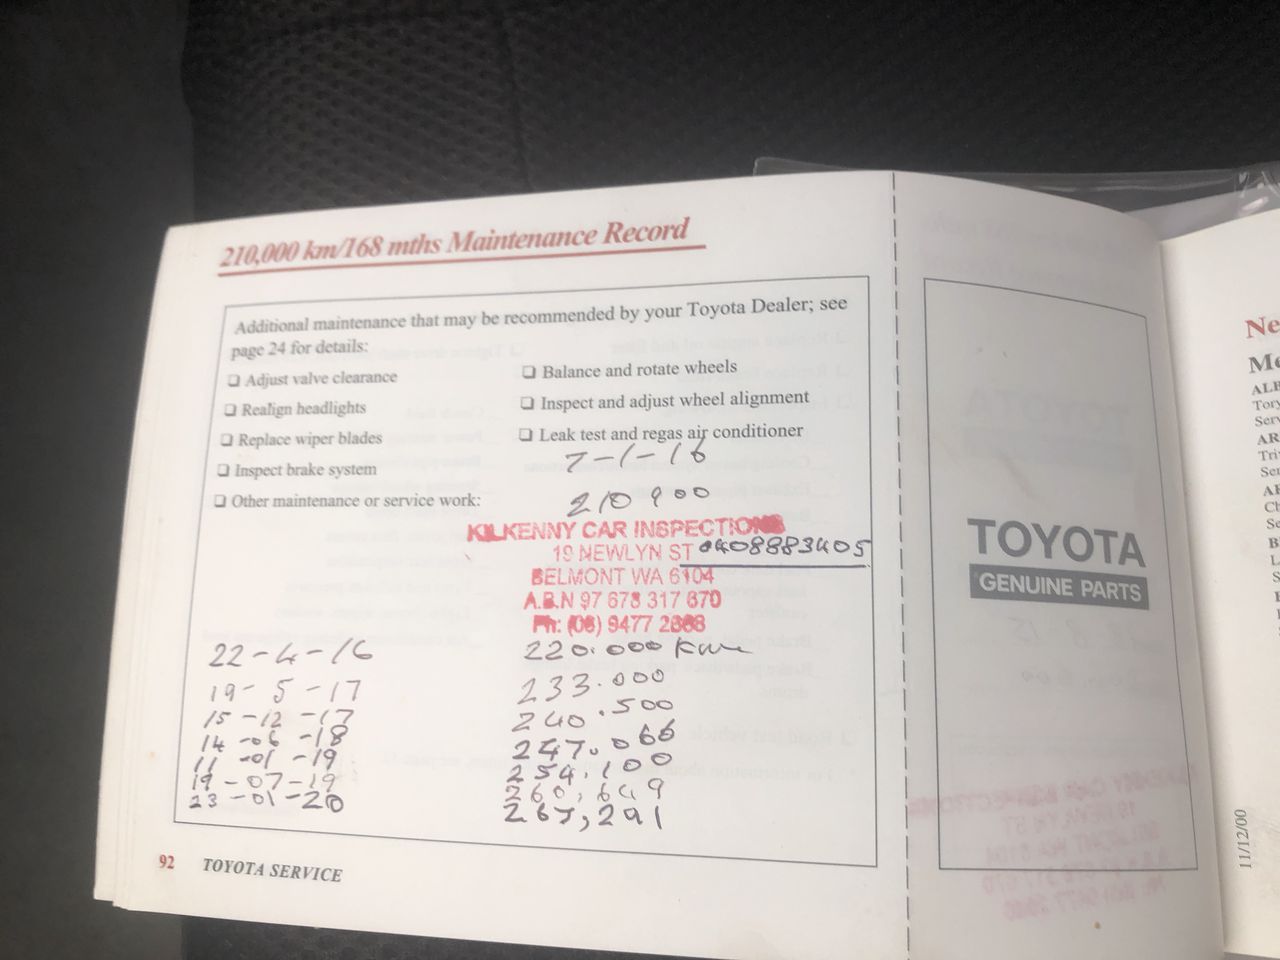 210,000 km/168 mths Maintenance Record
Additional maintenance that may be recommended by your Toyota Dealer; see
page 24 for details:
❏ Adjust valve clearance
❏ Realign headlights
❏ Replace wiper blades
❏ Inspect brake system
❏ Other maintenance or service work:
❏ Balance and rotate wheels
❏ Inspect and adjust wheel alignment
❏ Leak test and regas air conditioner
7-1-16
210900
KILKENNY CAR INSPECTIONS
19 NEWLYN ST 0408883405
BELMONT WA 6104
A.B.N 97 678 317 670
Ph: (08) 9477 2668
22-4-16 220.000 Km
19-5-17 233.000
15-12-17 240.500
14-06-18 247.066
11-01-19 254.100
19-07-19 260,649
23-01-20 267,291
92 TOYOTA SERVICE
TOYOTA
GENUINE PARTS
11/12/00
Ne